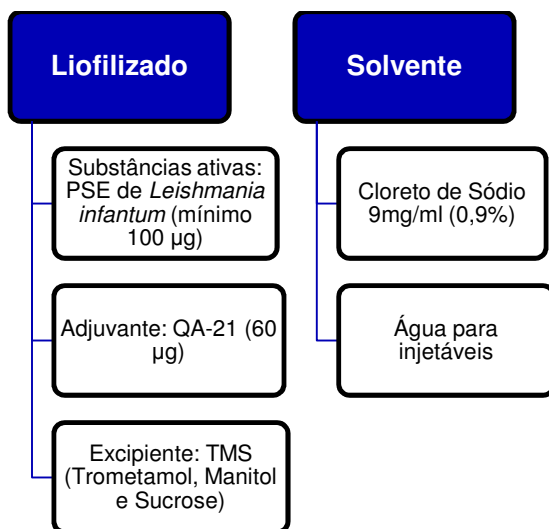 Liofilizado
Substâncias ativas:
PSE de Leishmania
infantum (mínimo
100 µg)
Adjuvante: QA-21 (60
µg)
Excipiente: TMS
(Trometamol, Manitol
e Sucrose)
Solvente
Cloreto de Sódio
9mg/ml (0,9%)
Água para
injetáveis